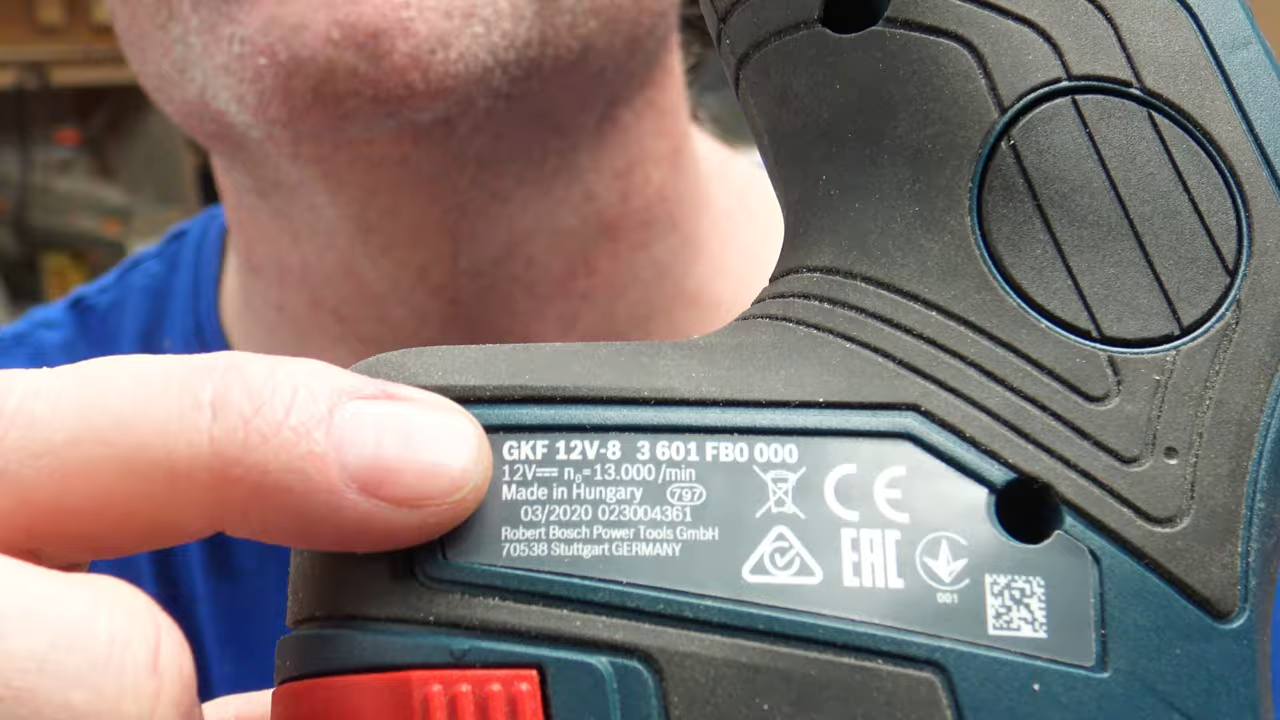 GKF 12V-8 3 601 FB0 000
12V n₀=13.000 /min
Made in Hungary 797
03/2020 023004361
Robert Bosch Power Tools GmbH
70538 Stuttgart GERMANY
CE
EAC
001